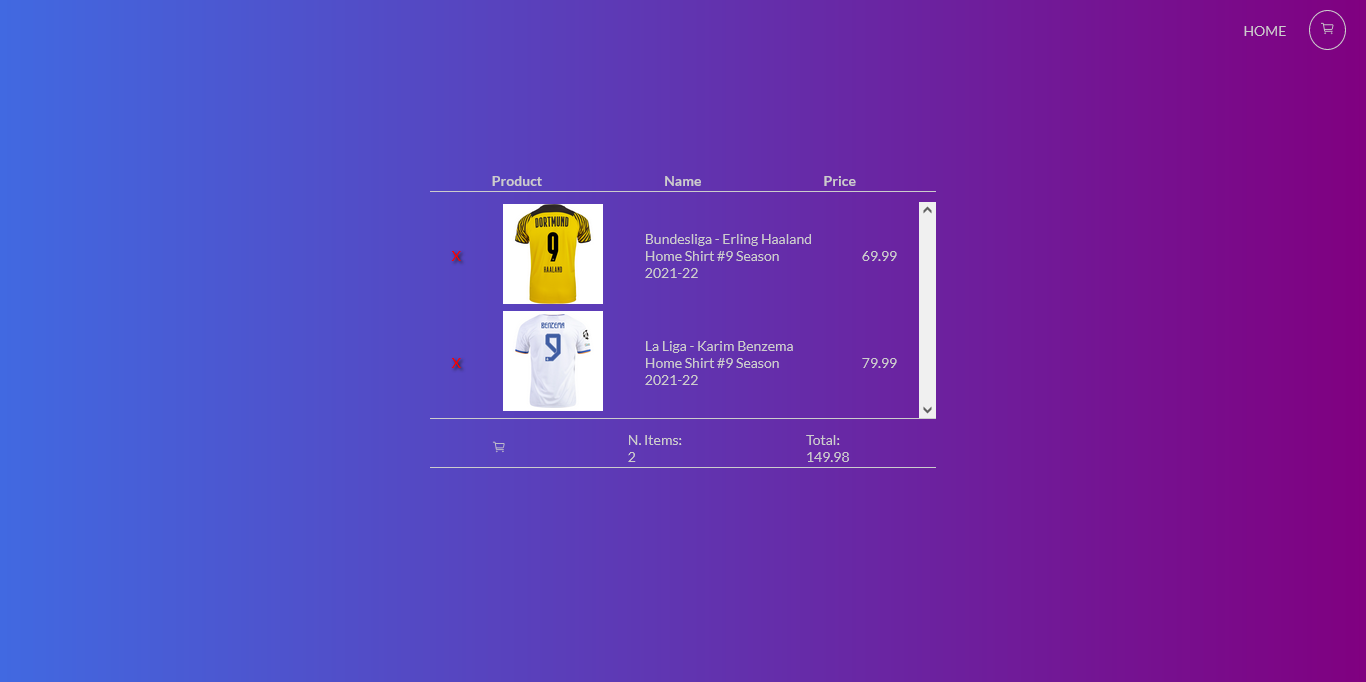 HOME
Product Name Price
DORTMUND
9
HAALAND
X
Bundesliga - Erling Haaland
Home Shirt #9 Season
2021-22
69.99
BENZEMA
9
X
La Liga - Karim Benzema
Home Shirt #9 Season
2021-22
79.99
N. Items:
2
Total:
149.98